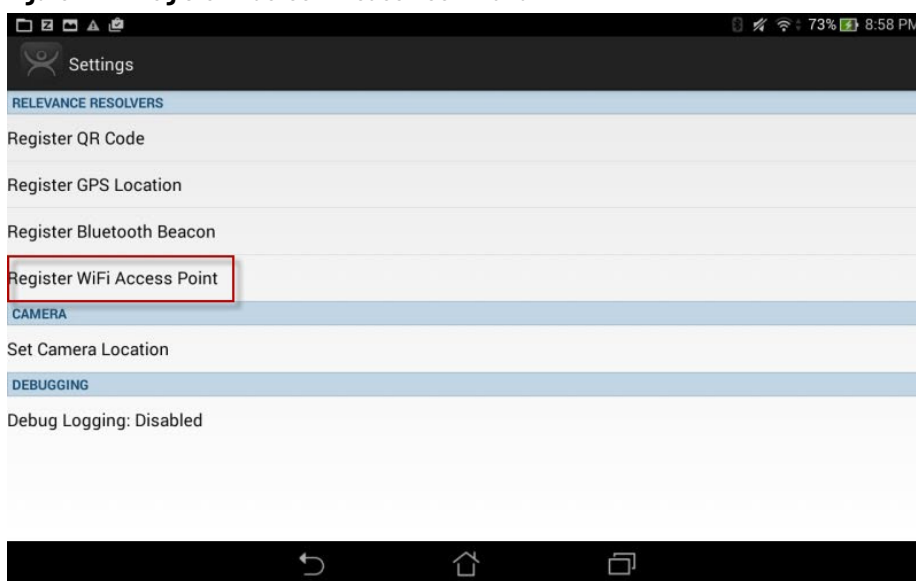 73% 8:58 PM
Settings
RELEVANCE RESOLVERS
Register QR Code
Register GPS Location
Register Bluetooth Beacon
Register WiFi Access Point
CAMERA
Set Camera Location
DEBUGGING
Debug Logging: Disabled